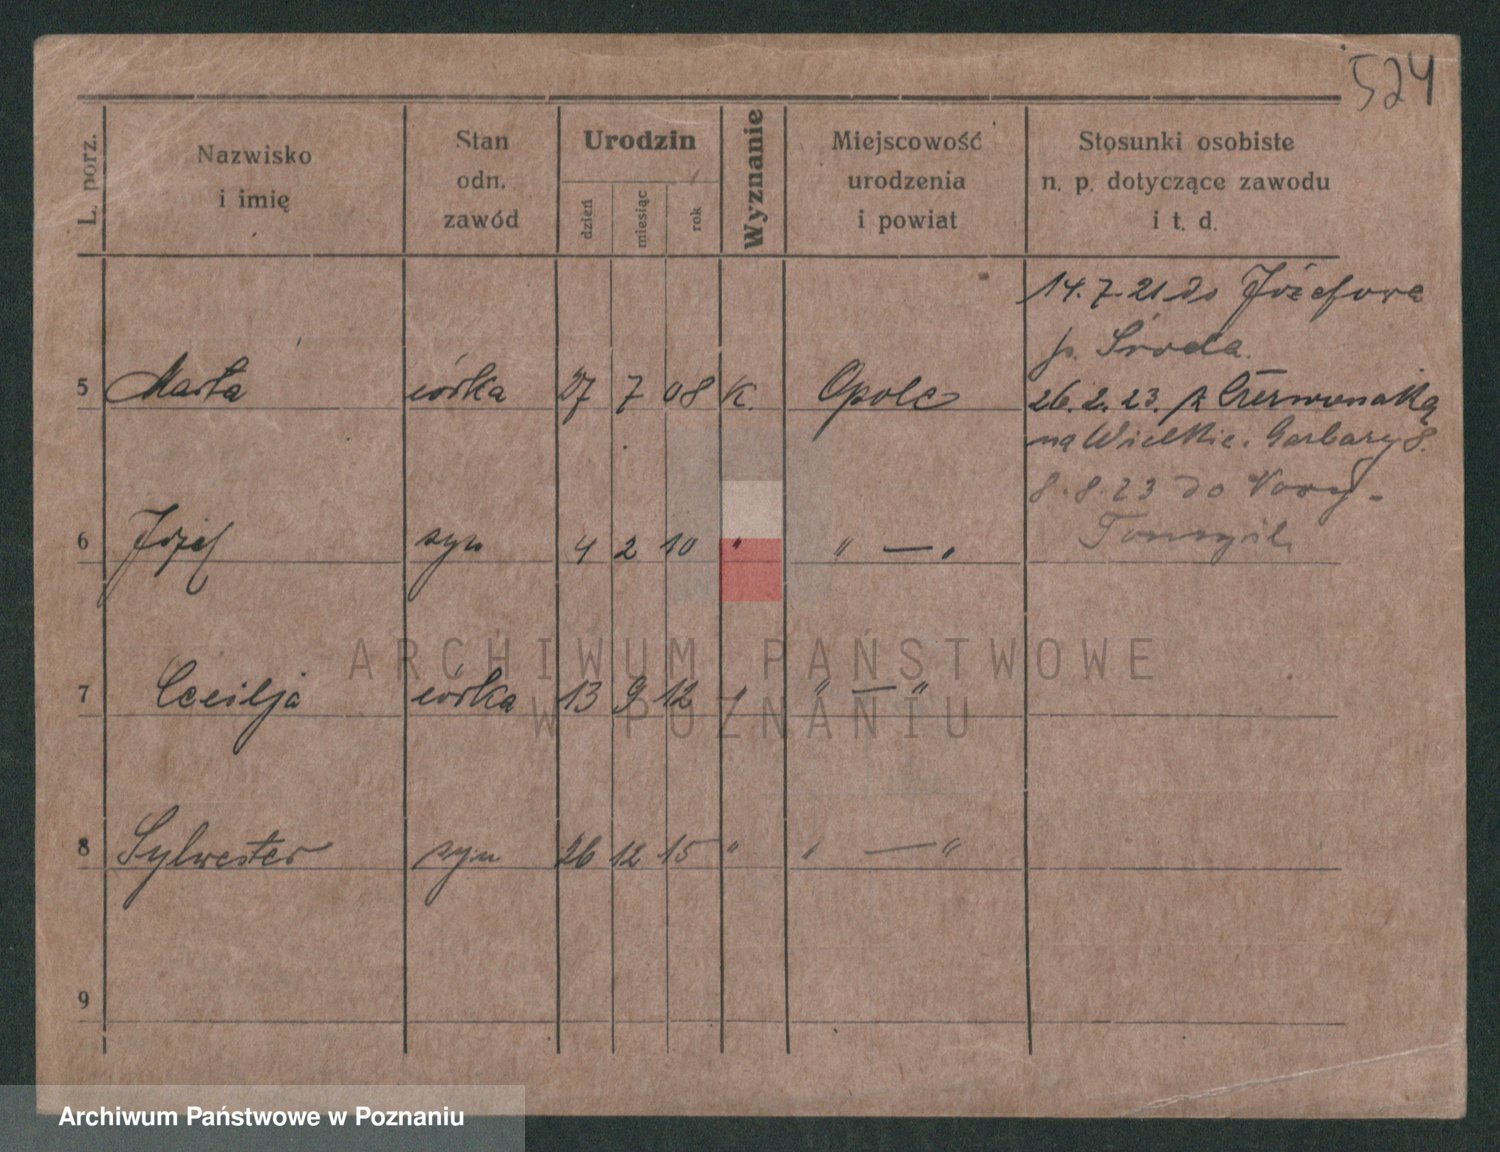 524
L. porz.
Nazwisko
i imię
Stan
odn.
zawód
Urodzin
dzień
miesiąc
rok
Wyznanie
Miejscowość
urodzenia
i powiat
Stosunki osobiste
n. p. dotyczące zawodu
i t. d.
14.7.21 do Józefowa
p. Środa.
5 Marta córka 27 7 08 K. Opole
26.2.23. z Czerwonaka
na Wielkie. Garbary 8.
8.8.23 do Nowy-
Tomyśl.
6 Józef syn 4 2 10 " " — "
7 Cecilja córka 13 9 12 " " — "
8 Sylwester syn 26 12 15 " " — "
9
ARCHIWUM PAŃSTWOWE
W POZNANIU
Archiwum Państwowe w Poznaniu